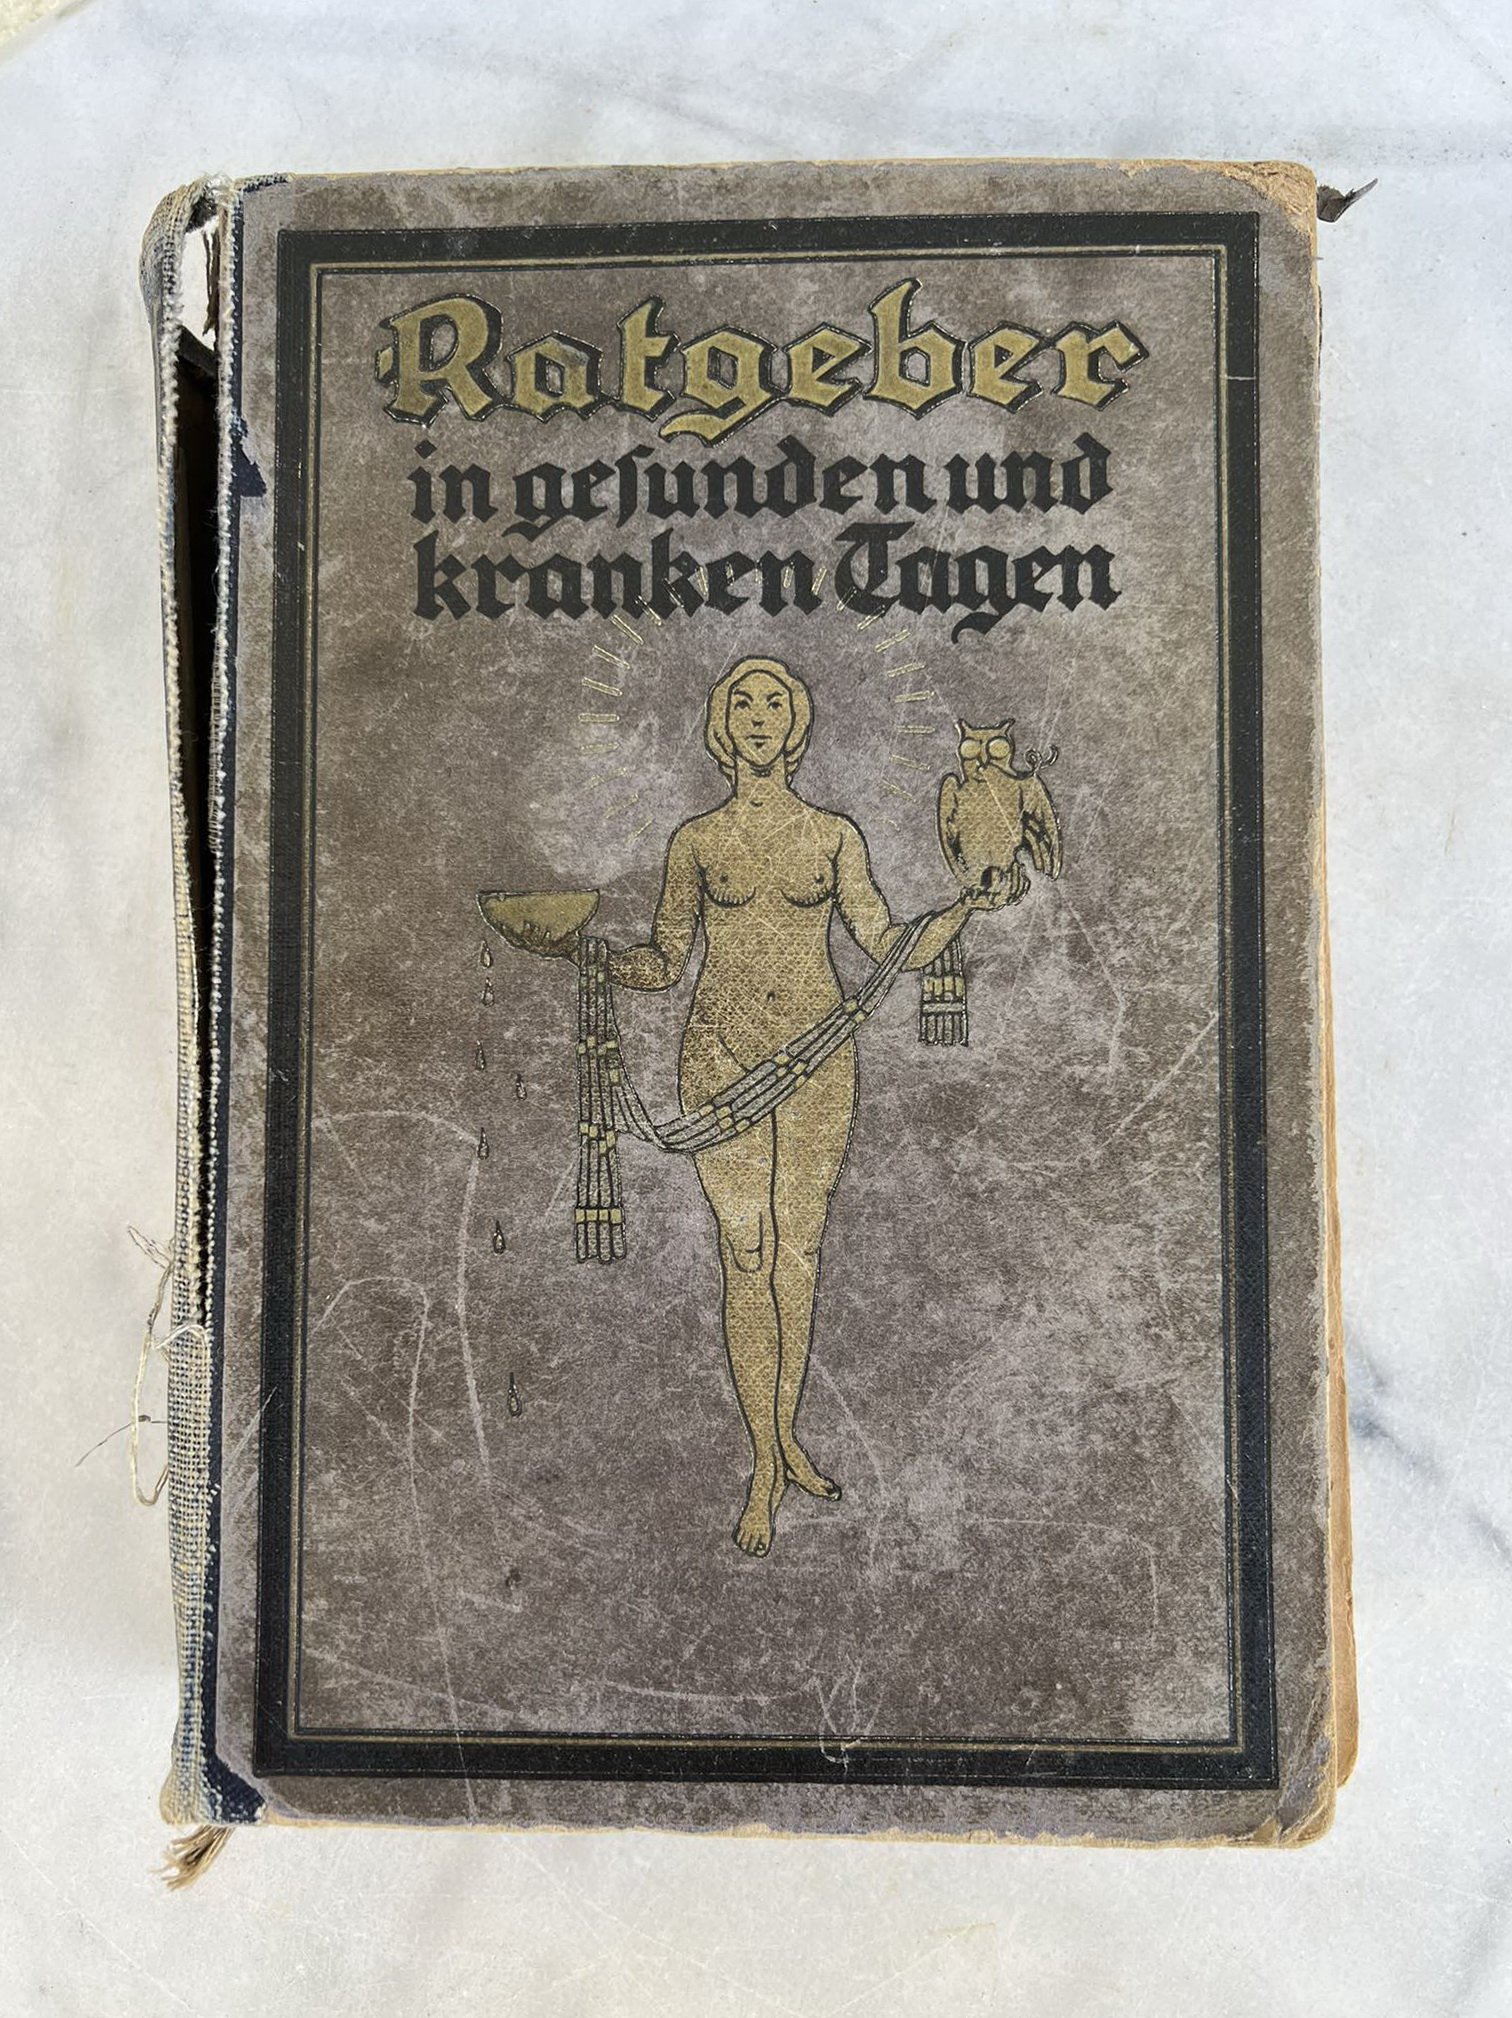 Ratgeber
in geſunden und
kranken Tagen